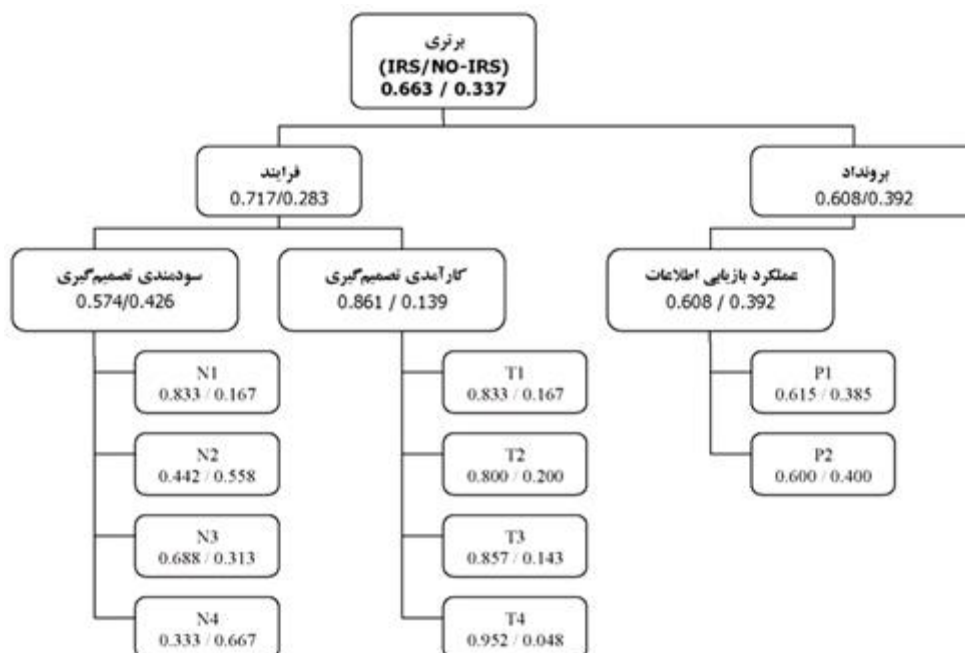 برتری
(IRS/NO-IRS)
0.663 / 0.337
فرایند
0.717/0.283
برونداد
0.608/0.392
سودمندی تصمیم‌گیری
0.574/0.426
کارآمدی تصمیم‌گیری
0.861 / 0.139
عملکرد بازیابی اطلاعات
0.608 / 0.392
N1
0.833 / 0.167
N2
0.442 / 0.558
N3
0.688 / 0.313
N4
0.333 / 0.667
T1
0.833 / 0.167
T2
0.800 / 0.200
T3
0.857 / 0.143
T4
0.952 / 0.048
P1
0.615 / 0.385
P2
0.600 / 0.400